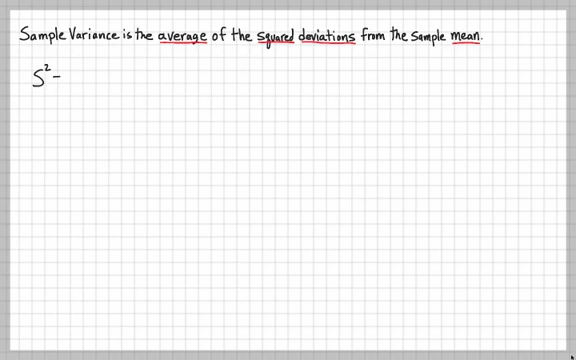 Sample Variance is the average of the squared deviations from the sample mean.
S² -